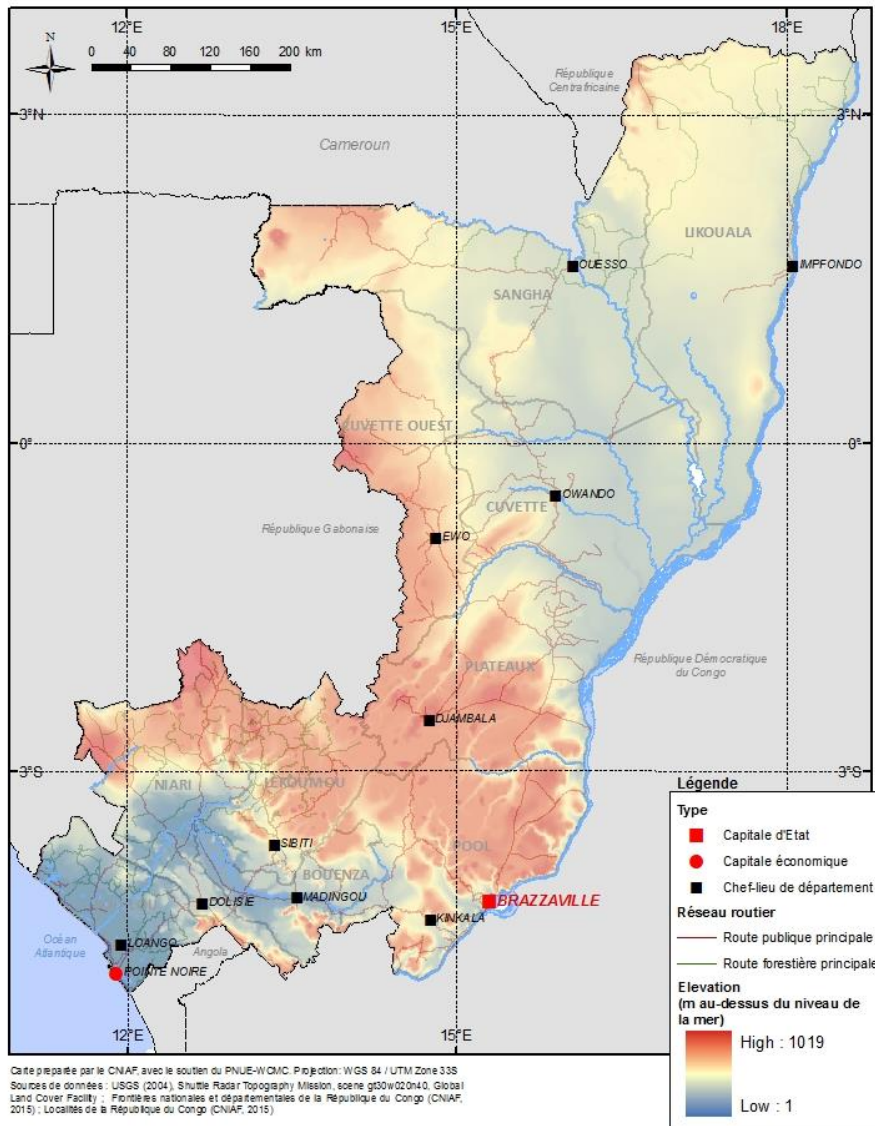 12°E 15°E 18°E
N
0 40 80 120 160 200 km
République
Centrafricaine
3°N 3°N
Cameroun
LIKOUALA
OUESSO
IMPFONDO
SANGHA
CUVETTE OUEST
0° 0°
OWANDO
CUVETTE
République Gabonaise
EWO
République Démocratique
du Congo
PLATEAUX
DJAMBALA
3°S 3°S
NIARI
LEKOUMOU
SIBITI
POOL
BOUENZA
MADINGOU
DOLISIE
BRAZZAVILLE
KINKALA
Océan
Atlantique
LOANGO
Angola
POINTE NOIRE
12°E 15°E
Légende
Type
Capitale d'Etat
Capitale économique
Chef-lieu de département
Réseau routier
Route publique principale
Route forestière principale
Elevation
(m au-dessus du niveau de
la mer)
High : 1019
Low : 1
Carte preparée par le CNIAF, avec le soutien du PNUE-WCMC. Projection: WGS 84 / UTM Zone 33S
Sources de données : USGS (2004), Shuttle Radar Topography Mission, scene gt30w020n40, Global
Land Cover Facility ; Frontières nationales et départementales de la République du Congo (CNIAF,
2015) ; Localités de la République du Congo (CNIAF, 2015)